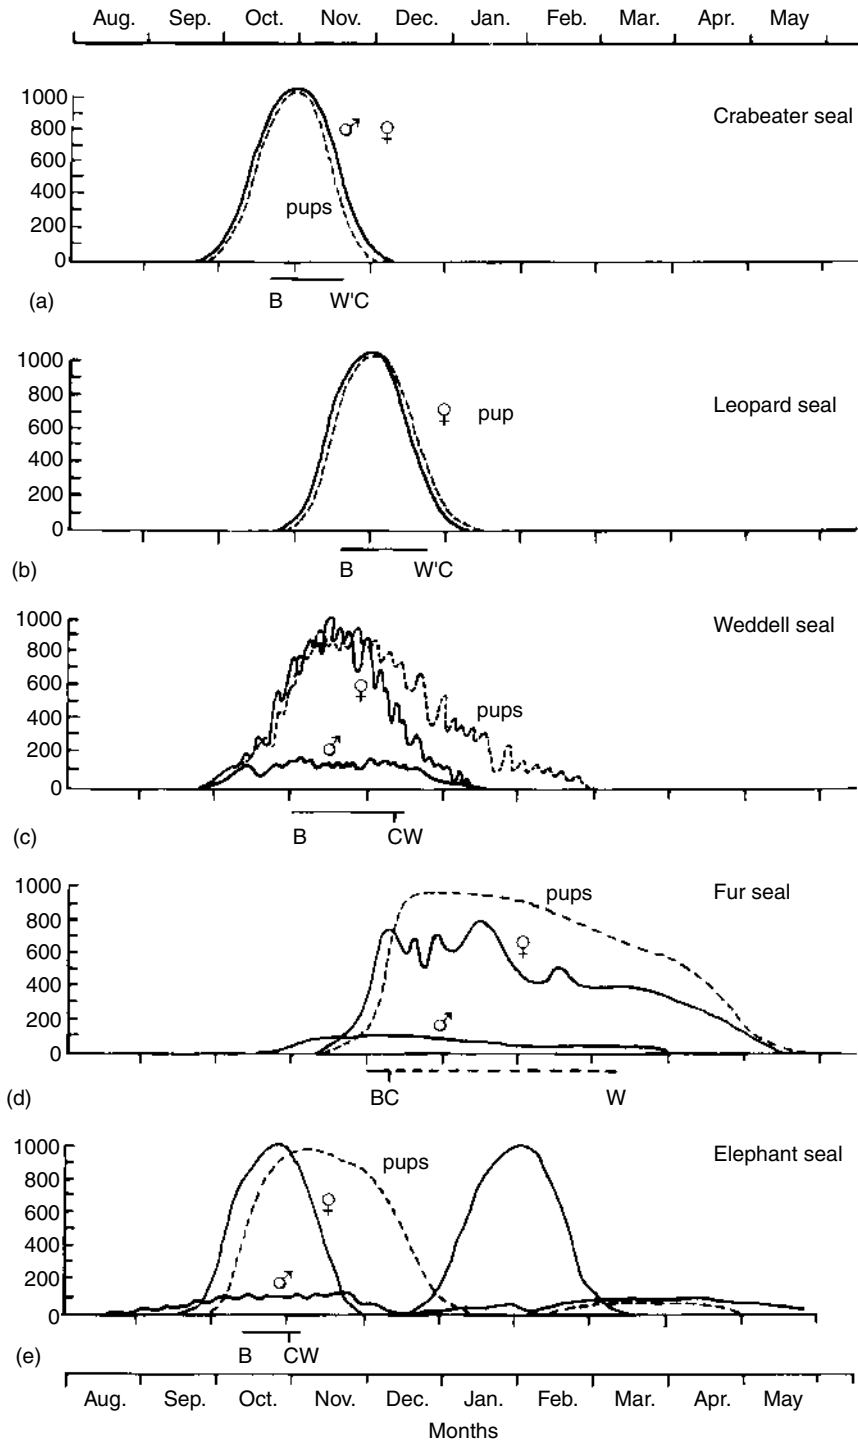 Aug. Sep. Oct. Nov. Dec. Jan. Feb. Mar. Apr. May
1000
800
600
400
200
0
♂ ♀
Crabeater seal
pups
B W'C
(a)
1000
800
600
400
200
0
♀ pup
Leopard seal
B W'C
(b)
1000
800
600
400
200
0
Weddell seal
♀
pups
♂
B CW
(c)
1000
800
600
400
200
0
pups
Fur seal
♀
♂
BC W
(d)
1000
800
600
400
200
0
pups
Elephant seal
♀
♂
B CW
(e)
Aug. Sep. Oct. Nov. Dec. Jan. Feb. Mar. Apr. May
Months